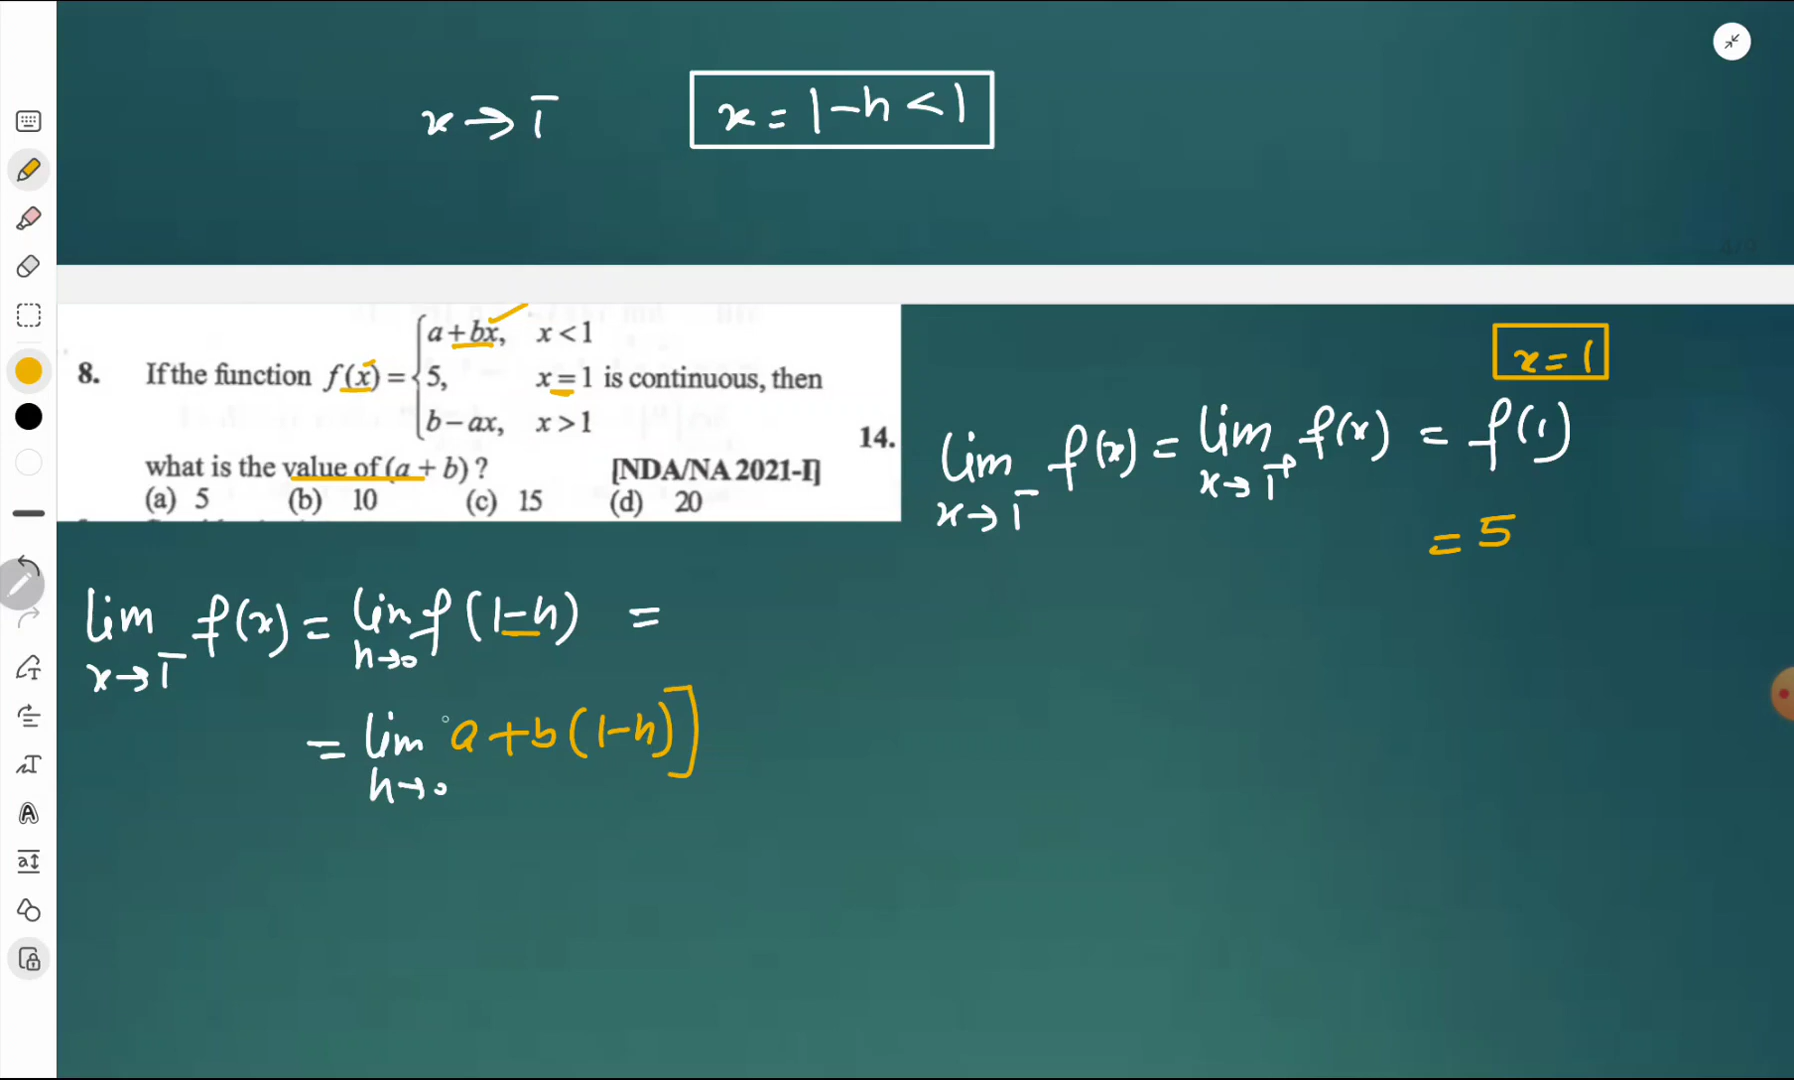 x → 1⁻
x = 1-h < 1
8. If the function f(x) = { a + bx, x < 1
5, x = 1 is continuous, then
b - ax, x > 1
what is the value of (a + b) ? [NDA/NA 2021-I]
(a) 5 (b) 10 (c) 15 (d) 20
14.
x = 1
lim x→1⁻ f(x) = lim x→1⁺ f(x) = f(1)
= 5
lim x→1⁻ f(x) = lim h→0 f(1-h) =
= lim h→0 a+b(1-h)]